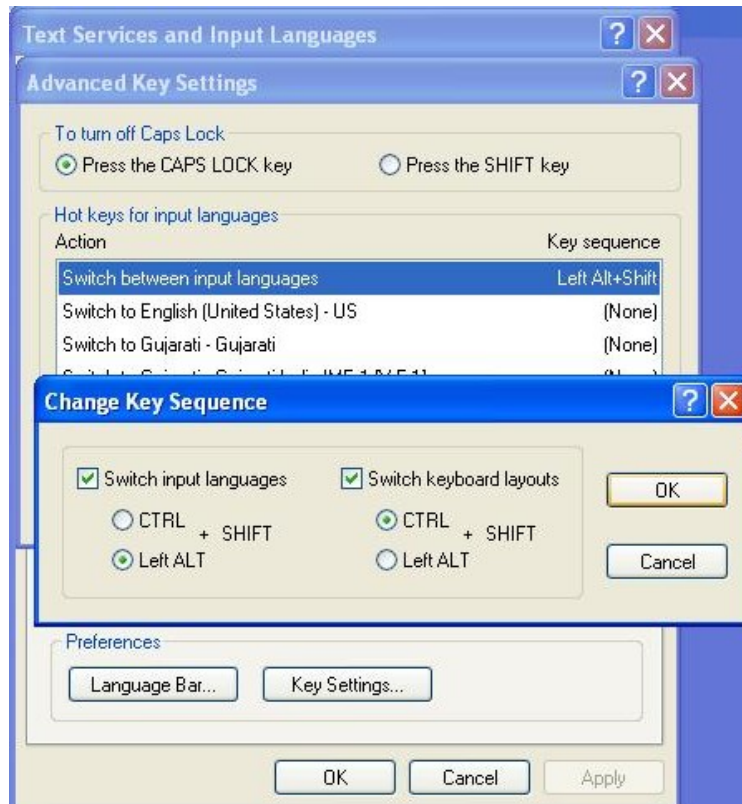 Text Services and Input Languages
Advanced Key Settings
To turn off Caps Lock
Press the CAPS LOCK key Press the SHIFT key
Hot keys for input languages
Action Key sequence
Switch between input languages Left Alt+Shift
Switch to English (United States) - US (None)
Switch to Gujarati - Gujarati (None)
Change Key Sequence
Switch input languages Switch keyboard layouts OK
CTRL + SHIFT CTRL + SHIFT
Left ALT Left ALT Cancel
Preferences
Language Bar... Key Settings...
OK Cancel Apply